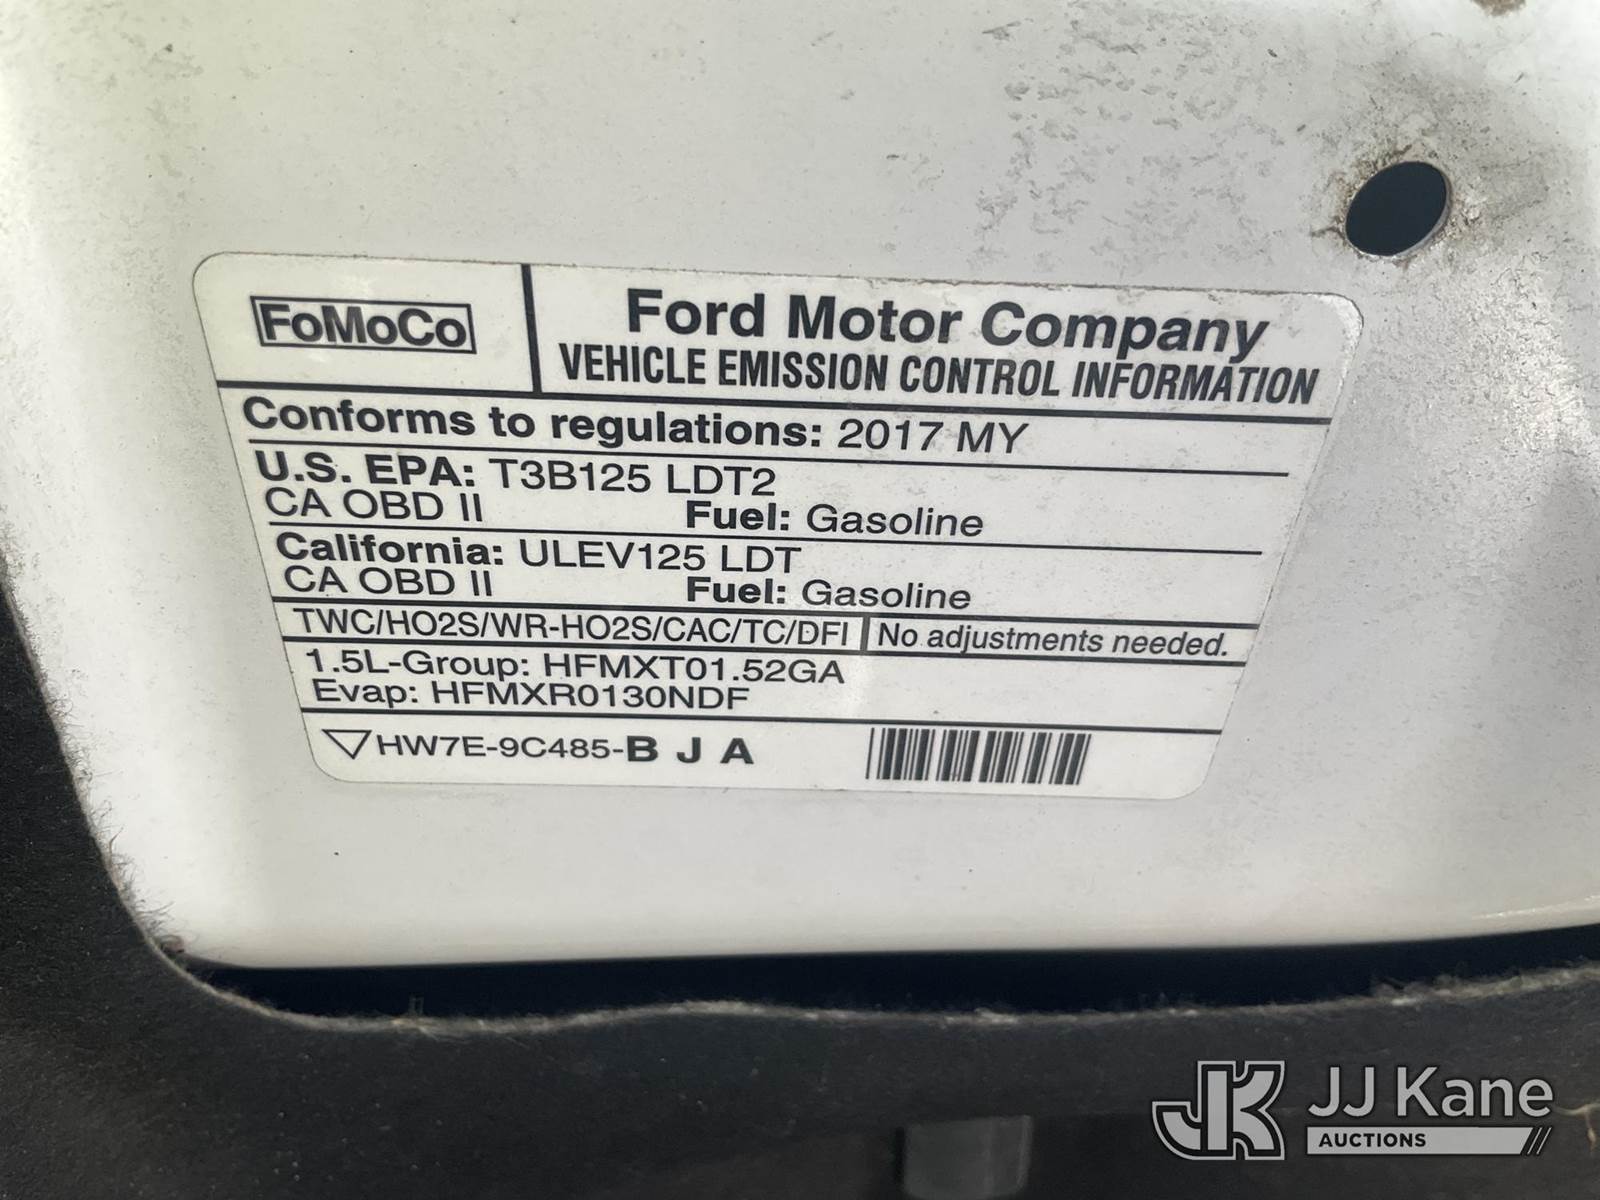 FoMoCo
Ford Motor Company
VEHICLE EMISSION CONTROL INFORMATION
Conforms to regulations: 2017 MY
U.S. EPA: T3B125 LDT2
CA OBD II Fuel: Gasoline
California: ULEV125 LDT
CA OBD II Fuel: Gasoline
TWC/HO2S/WR-HO2S/CAC/TC/DFI No adjustments needed.
1.5L-Group: HFMXT01.52GA
Evap: HFMXR0130NDF
HW7E-9C485-B J A
JK JJ Kane
AUCTIONS